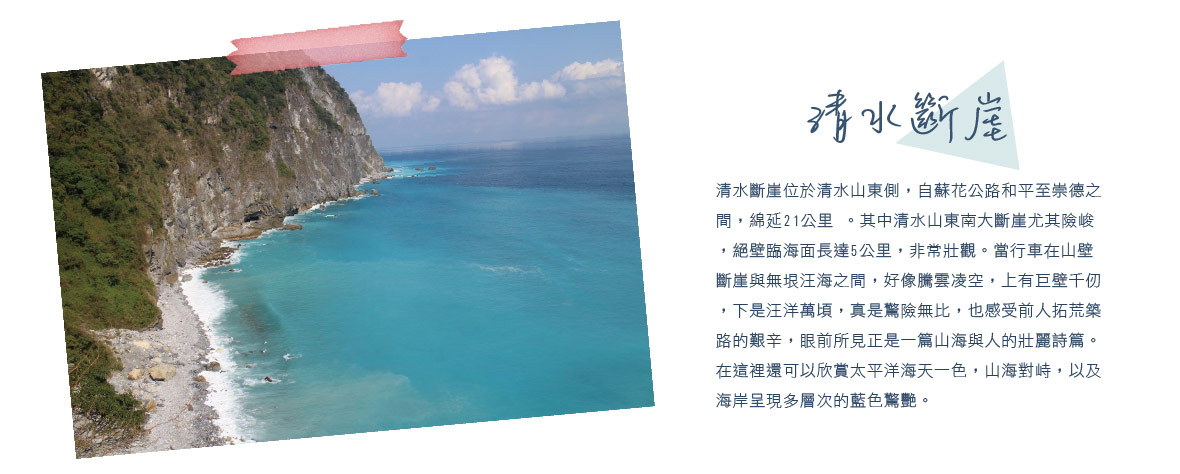 清水斷崖
清水斷崖位於清水山東側，自蘇花公路和平至崇德之
間，綿延21公里 。其中清水山東南大斷崖尤其險峻
，絕壁臨海面長達5公里，非常壯觀。當行車在山壁
斷崖與無垠汪海之間，好像騰雲凌空，上有巨壁千仞
，下是汪洋萬頃，真是驚險無比，也感受前人拓荒築
路的艱辛，眼前所見正是一篇山海與人的壯麗詩篇。
在這裡還可以欣賞太平洋海天一色，山海對峙，以及
海岸呈現多層次的藍色驚艷。